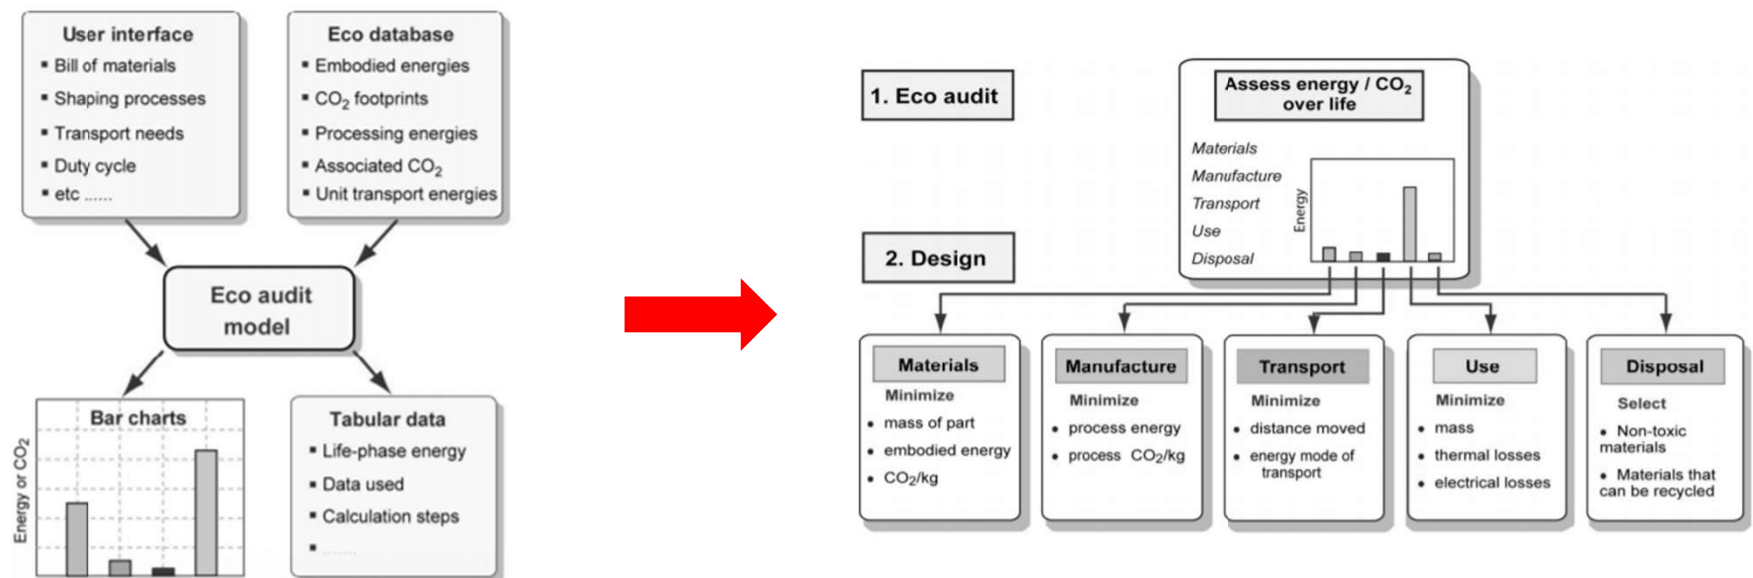 User interface
▪ Bill of materials
▪ Shaping processes
▪ Transport needs
▪ Duty cycle
▪ etc ......
Eco database
▪ Embodied energies
▪ CO₂ footprints
▪ Processing energies
▪ Associated CO₂
▪ Unit transport energies
Eco audit
model
Bar charts
Energy or CO₂
Tabular data
▪ Life-phase energy
▪ Data used
▪ Calculation steps
▪ .......
1. Eco audit
2. Design
Assess energy / CO₂
over life
Materials
Manufacture
Transport
Use
Disposal
Energy
Materials
Minimize
• mass of part
• embodied energy
• CO₂/kg
Manufacture
Minimize
• process energy
• process CO₂/kg
Transport
Minimize
• distance moved
• energy mode of
transport
Use
Minimize
• mass
• thermal losses
• electrical losses
Disposal
Select
• Non-toxic
materials
• Materials that
can be recycled